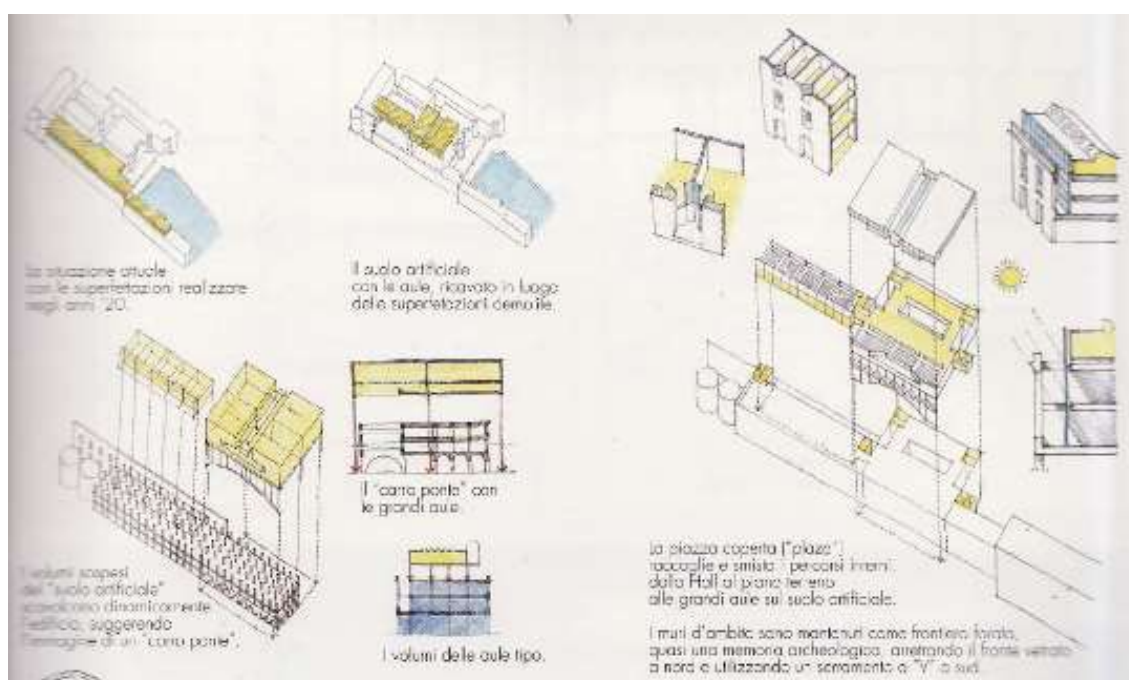 La situazione attuale
con le superfetazioni realizzate
negli anni '20.
Il suolo artificiale
con le aule, ricavato in luogo
delle superfetazioni demolite.
I volumi sospesi
del "suolo artificiale"
scavalcano dinamicamente
l'edificio, suggerendo
l'immagine di un "carro ponte".
Il "carro ponte" con
le grandi aule.
I volumi delle aule tipo.
La piazza coperta ("plaza")
raccoglie e smista i percorsi interni,
dalla Hall al piano terreno
alle grandi aule sul suolo artificiale.
I muri d'ambito sono mantenuti come frontiera forata,
quasi una memoria archeologica, arretrando il fronte vetrato
a nord e utilizzando un serramento a "V" a sud.